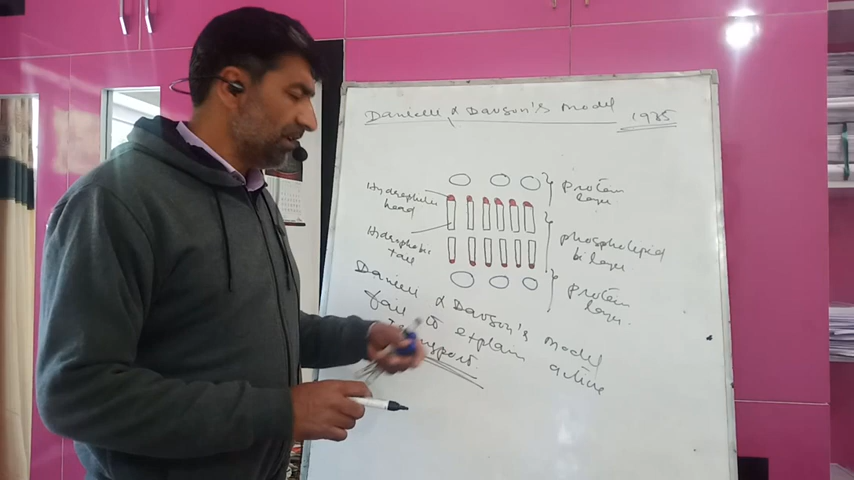 Danielli & Davson's Model 1935
Hydrophilic head
Protein layer
Hydrophobic tail
phospholepid bilayer
protein layer.
Danielli & Davson's Model
fail to explain active
transport.